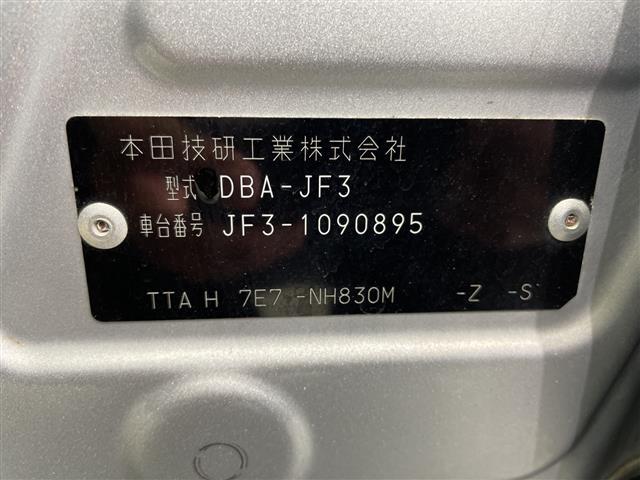 本田技研工業株式会社
型式 DBA-JF3
車台番号 JF3-1090895
TTA H 7E7 -NH830M -Z -S